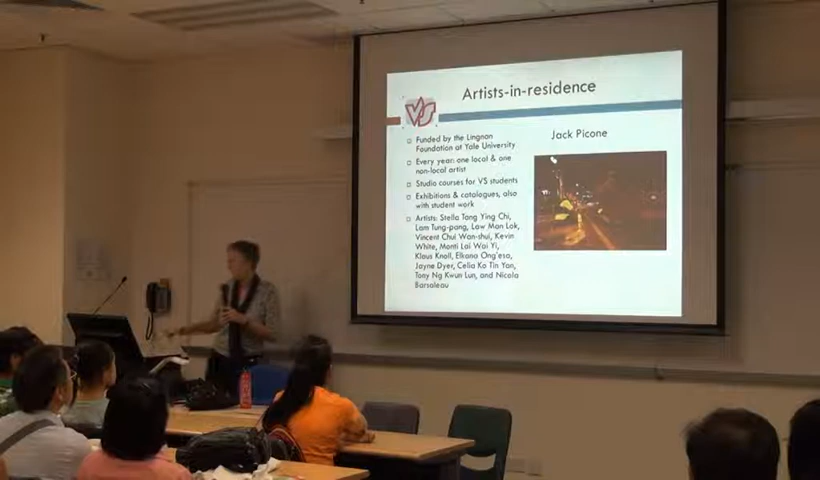 Artists-in-residence
VS
Funded by the Lingnan
Foundation at Yale University
Every year: one local & one
non-local artist
Studio courses for VS students
Exhibitions & catalogues, also
with student work
Artists: Stella Tang Ying Chi,
Lam Tung-pang, Law Man Lok,
Vincent Chui Wan-shui, Kevin
White, Monti Lai Wai Yi,
Klaus Knoll, Elkana Ong'esa,
Jayne Dyer, Celia Ko Tin Yan,
Tony Ng Kwun Lun, and Nicola
Barsaleau
Jack Picone